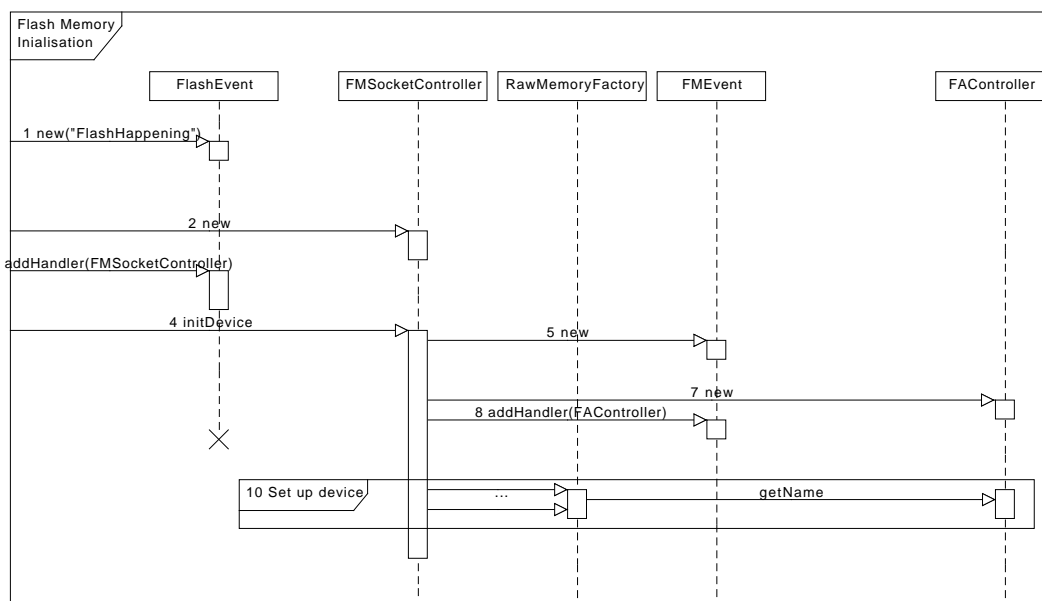 Flash Memory
Inialisation
FlashEvent
FMSocketController
RawMemoryFactory
FMEvent
FAController
1 new("FlashHappening")
2 new
addHandler(FMSocketController)
4 initDevice
5 new
7 new
8 addHandler(FAController)
10 Set up device
...
getName